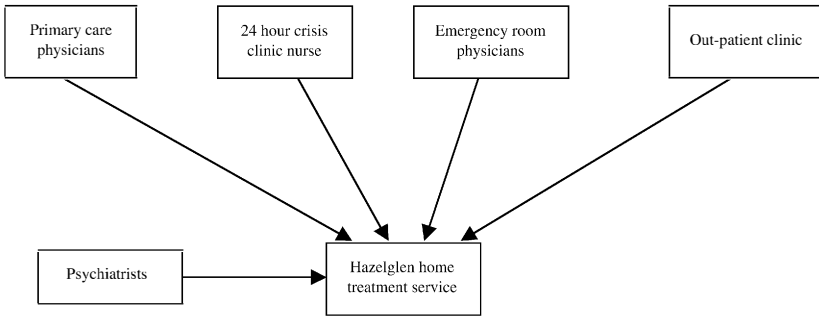 Primary care
physicians
24 hour crisis
clinic nurse
Emergency room
physicians
Out-patient clinic
Psychiatrists
Hazelglen home
treatment service